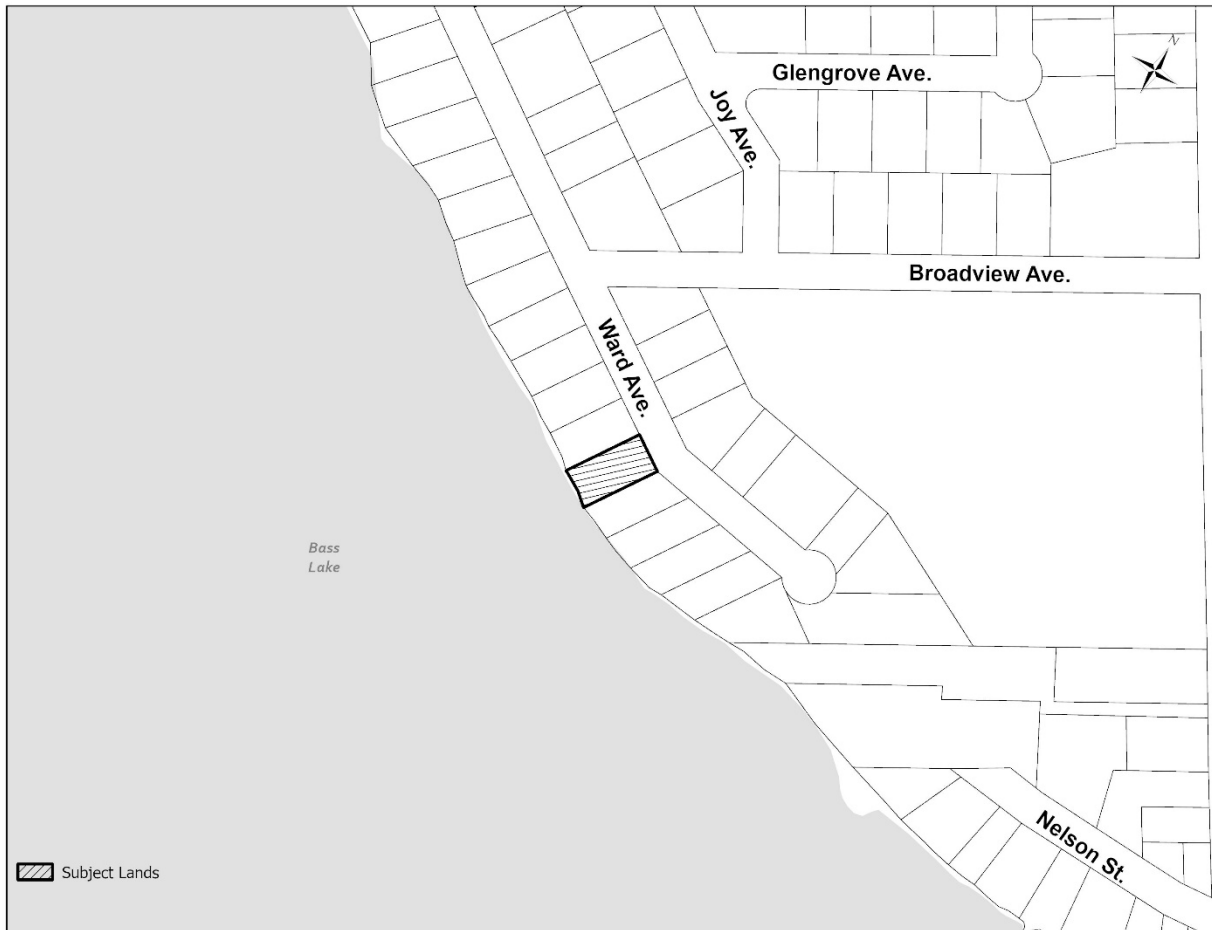 N
Glengrove Ave.
Joy Ave.
Broadview Ave.
Ward Ave.
Bass
Lake
Nelson St.
Subject Lands